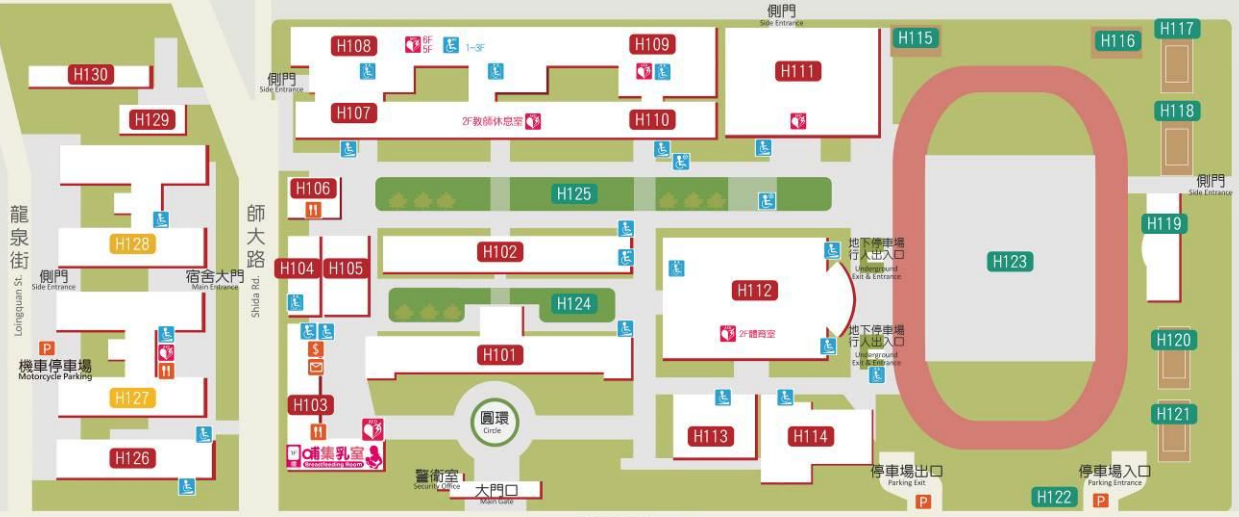 側門
Side Entrance
H108
6F
5F
1~3F
H109
H111
H115
H116
H117
H130
側門
Side Entrance
H129
H107
2F教師休息室
H110
H118
龍泉街
Loingquan St.
師大路
Shida Rd.
H106
H125
側門
Side Entrance
H119
H128
側門
Side Entrance
宿舍大門
Main Entrance
H104
H105
H102
地下停車場
行人出入口
Underground
Exit & Entrance
H123
H112
H124
2F體育室
地下停車場
行人出入口
Underground
Exit & Entrance
P
機車停車場
Motorcycle Parking
$
H101
H120
H127
H103
圓環
Circle
H113
H114
H121
H126
哺集乳室
Breastfeeding Room
警衛室
Security Office
大門口
Main Gate
停車場出口
Parking Exit
P
H122
停車場入口
Parking Entrance
P